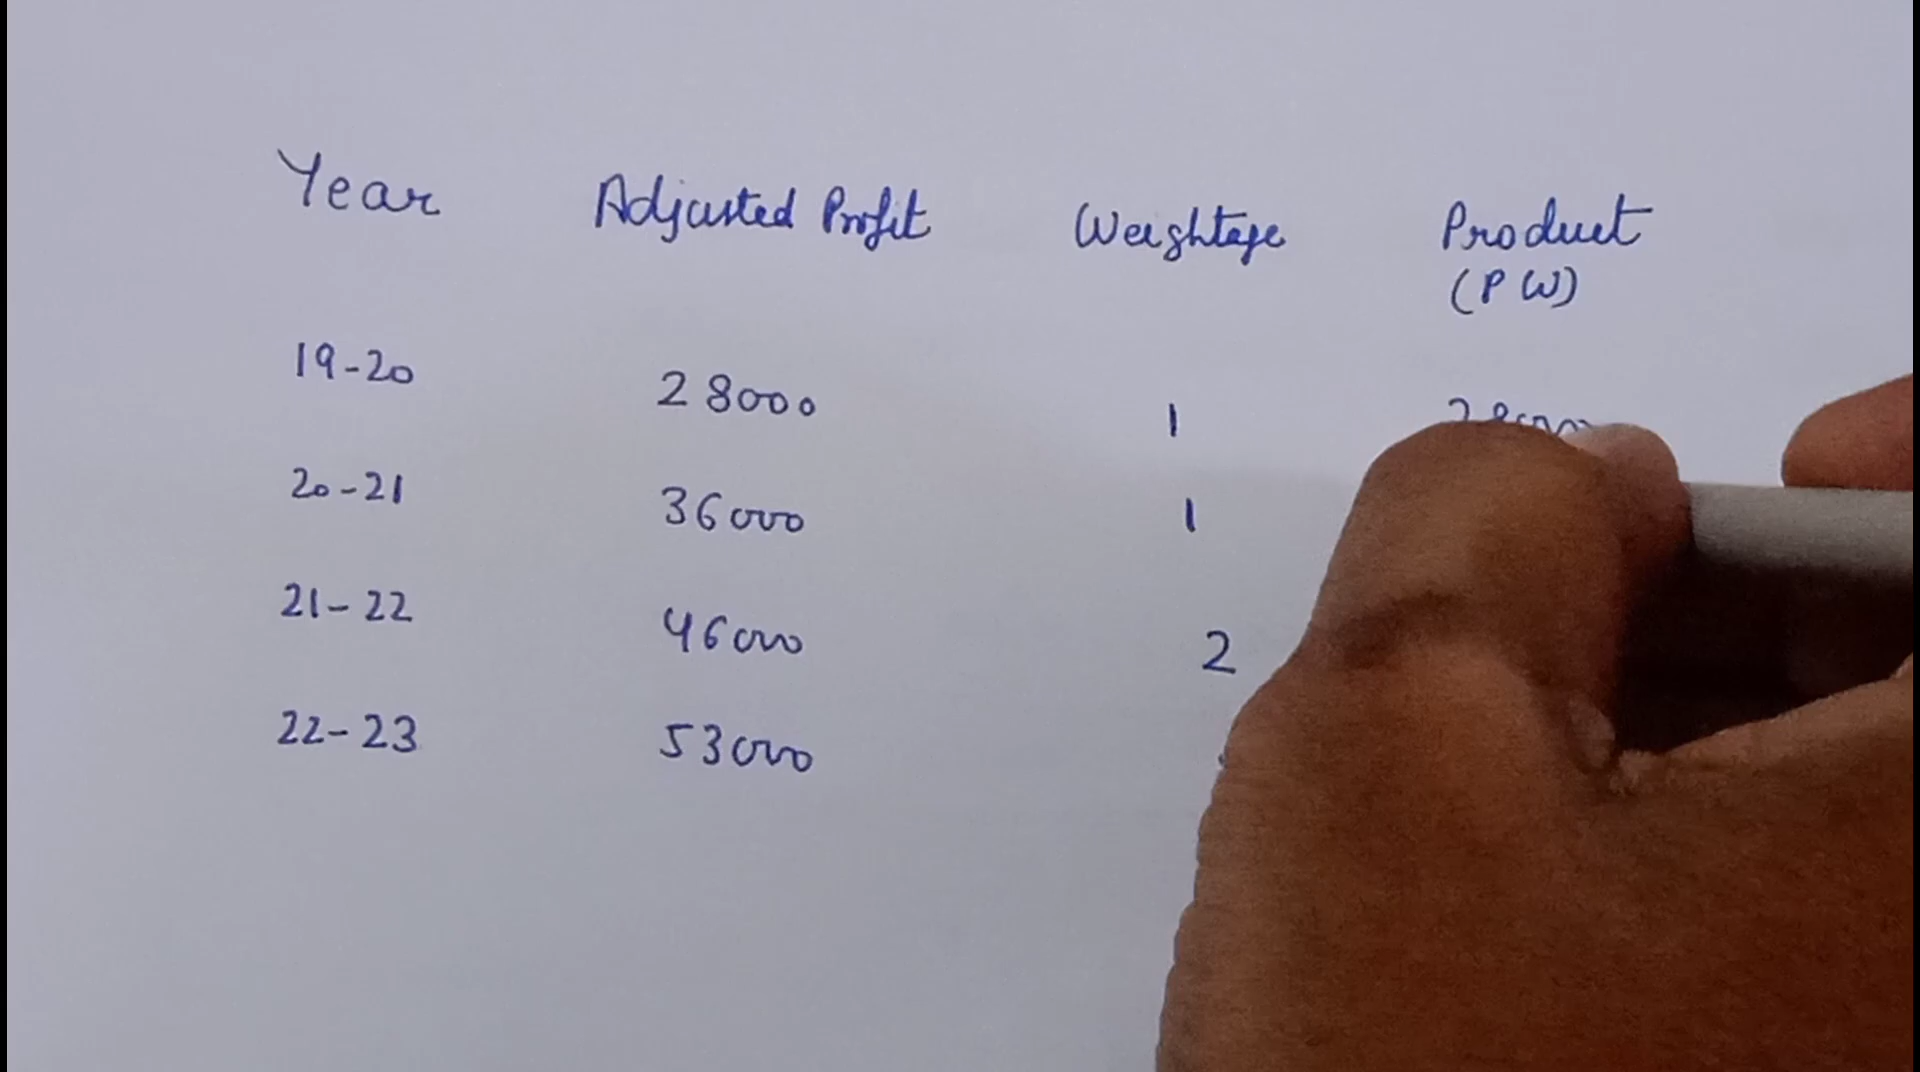 Year Adjusted Profit Weightage Product
(PW)
19-20 28000 1 28000
20-21 36000 1
21-22 46000 2
22-23 53000